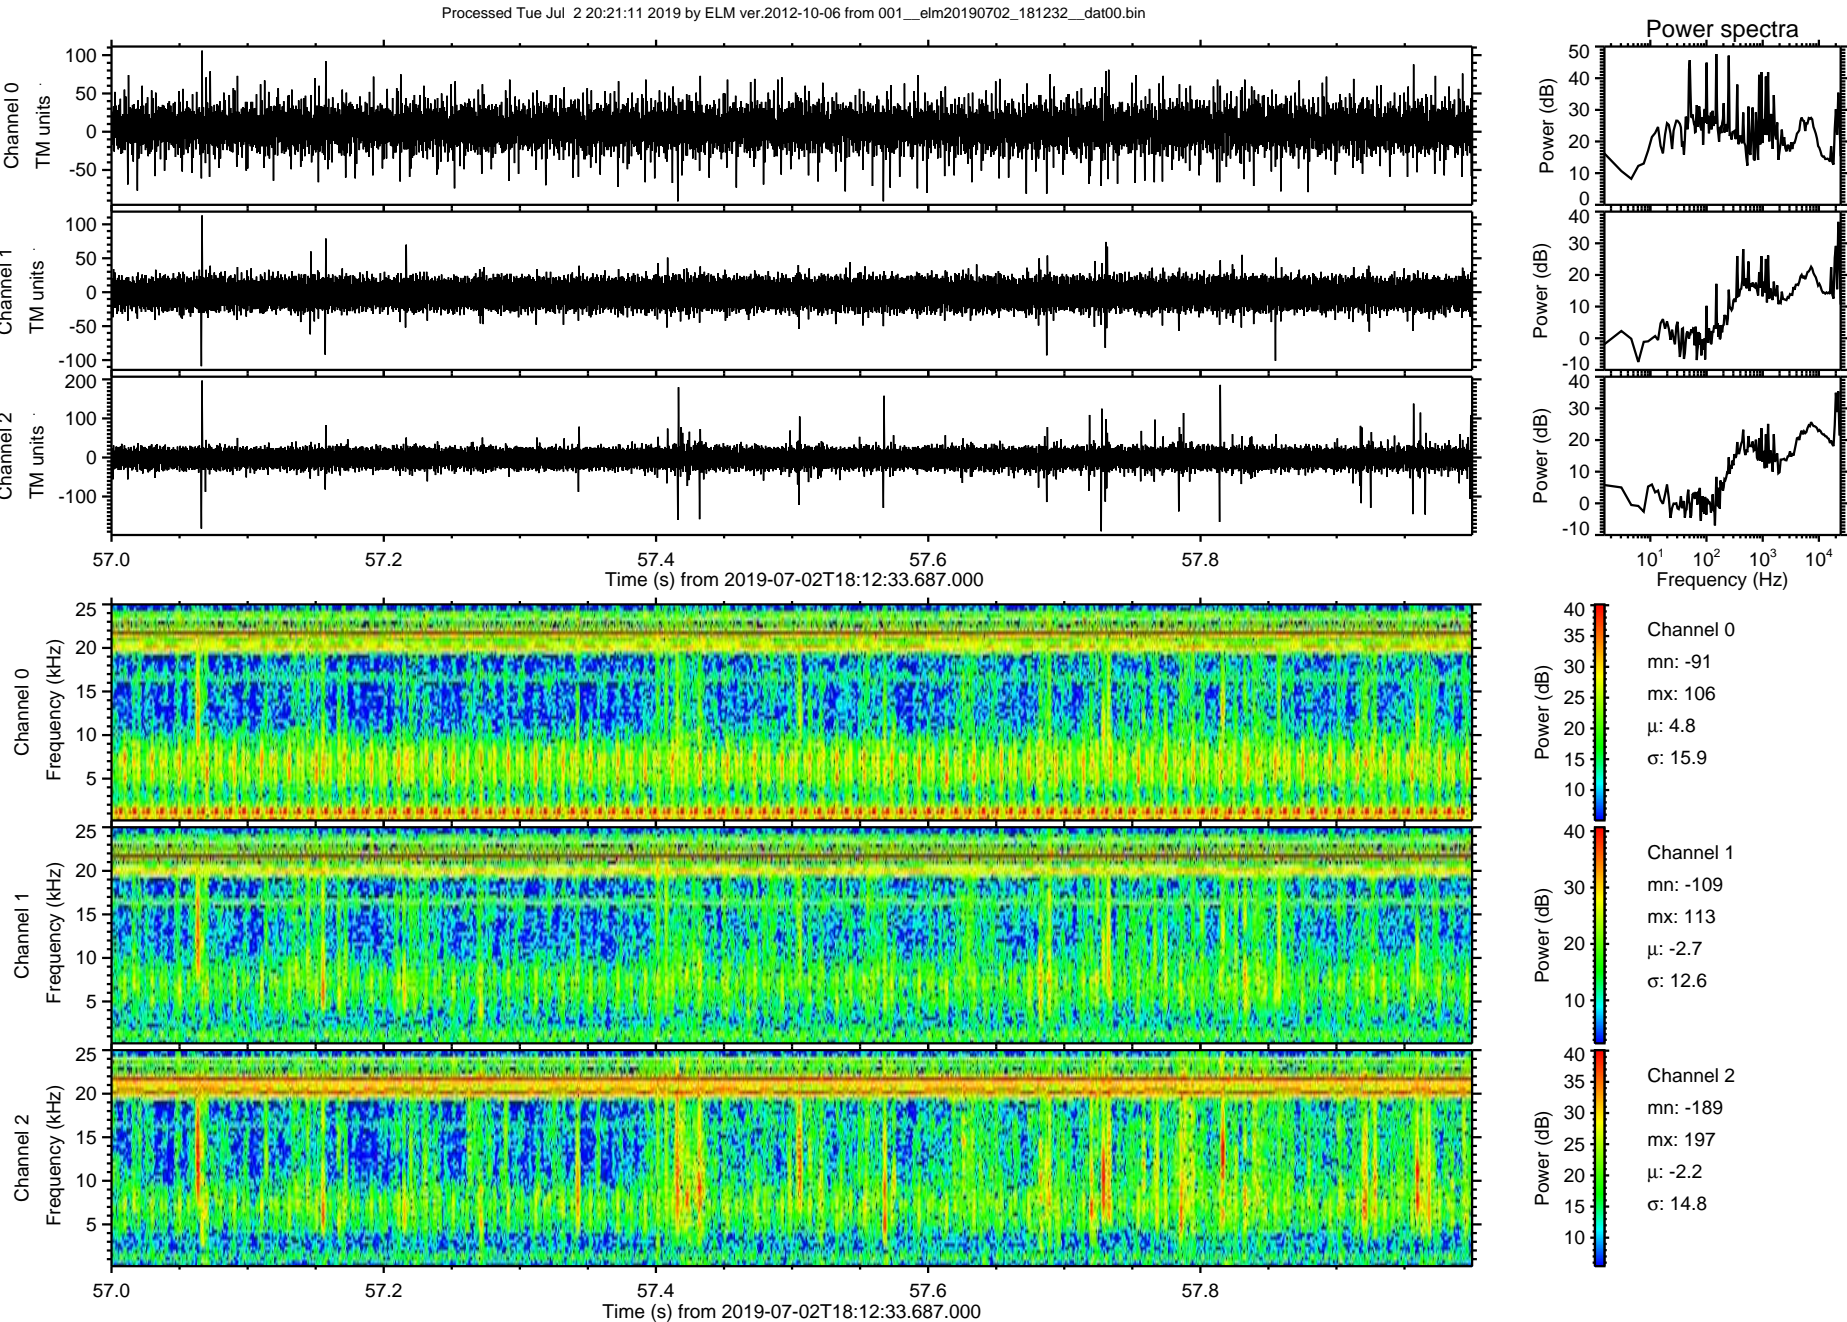 Processed Tue Jul  2 20:21:11 2019 by ELM ver.2012-10-06 from 001__elm20190702_181232__dat00.bin
Power spectra
Channel 0
TM units
100
50
0
-50
Power (dB)
50
40
30
20
10
0
Channel 1
TM units
100
50
0
-50
-100
Power (dB)
40
30
20
10
0
-10
Channel 2
TM units
200
100
0
-100
Power (dB)
40
30
20
10
0
-10
57.0 57.2 57.4 57.6 57.8
Time (s) from 2019-07-02T18:12:33.687.000
10^1 10^2 10^3 10^4
Frequency (Hz)
Channel 0
Frequency (kHz)
25
20
15
10
5
Power (dB)
40
35
30
25
20
15
10
Channel 0
mn: -91
mx: 106
μ: 4.8
σ: 15.9
Channel 1
Frequency (kHz)
25
20
15
10
5
Power (dB)
40
30
20
10
Channel 1
mn: -109
mx: 113
μ: -2.7
σ: 12.6
Channel 2
Frequency (kHz)
25
20
15
10
5
Power (dB)
40
35
30
25
20
15
10
Channel 2
mn: -189
mx: 197
μ: -2.2
σ: 14.8
57.0 57.2 57.4 57.6 57.8
Time (s) from 2019-07-02T18:12:33.687.000